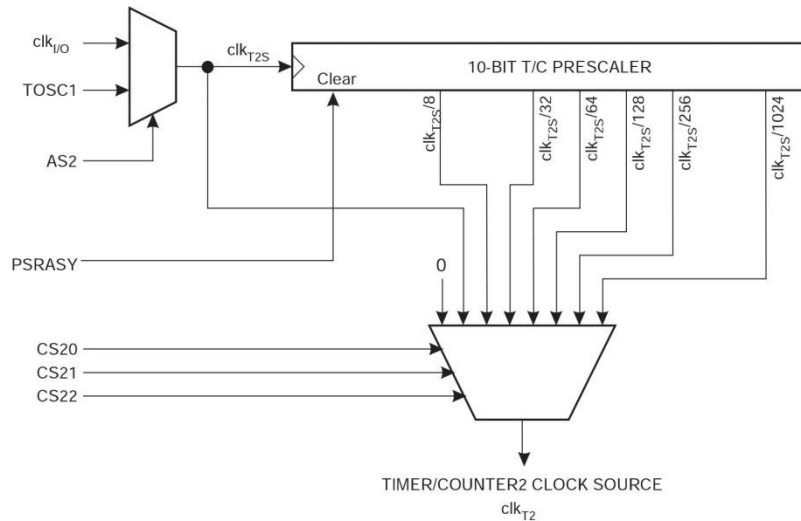 clkI/O
clkT2S
10-BIT T/C PRESCALER
TOSC1
Clear
clkT2S/8
clkT2S/32
clkT2S/64
clkT2S/128
clkT2S/256
clkT2S/1024
AS2
PSRASY
0
CS20
CS21
CS22
TIMER/COUNTER2 CLOCK SOURCE
clkT2